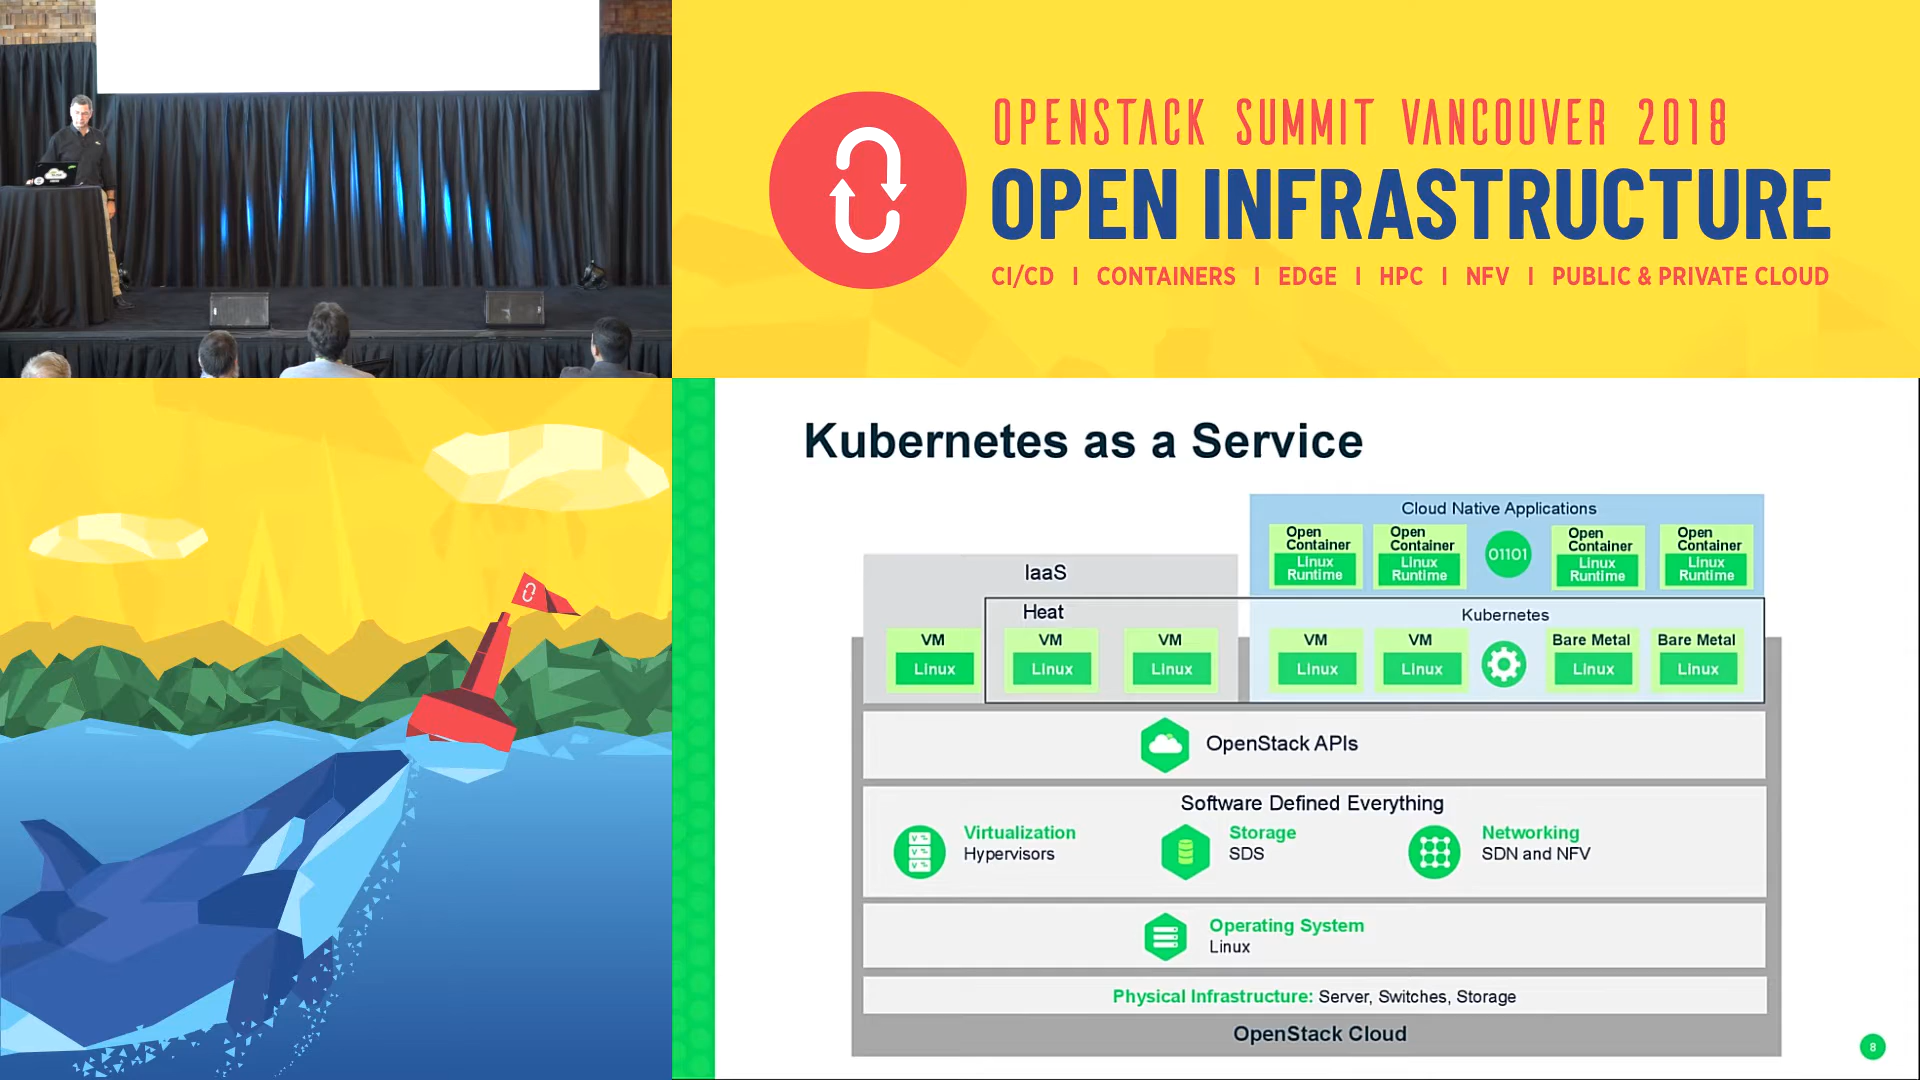 OPENSTACK SUMMIT VANCOUVER 2018
OPEN INFRASTRUCTURE
CI/CD | CONTAINERS | EDGE | HPC | NFV | PUBLIC & PRIVATE CLOUD
Kubernetes as a Service
Cloud Native Applications
Open Container
Linux Runtime
Open Container
Linux Runtime
01101
Open Container
Linux Runtime
Open Container
Linux Runtime
IaaS
Heat
Kubernetes
VM
Linux
VM
Linux
VM
Linux
VM
Linux
VM
Linux
Bare Metal
Linux
Bare Metal
Linux
OpenStack APIs
Software Defined Everything
Virtualization
Hypervisors
Storage
SDS
Networking
SDN and NFV
Operating System
Linux
Physical Infrastructure: Server, Switches, Storage
OpenStack Cloud
8